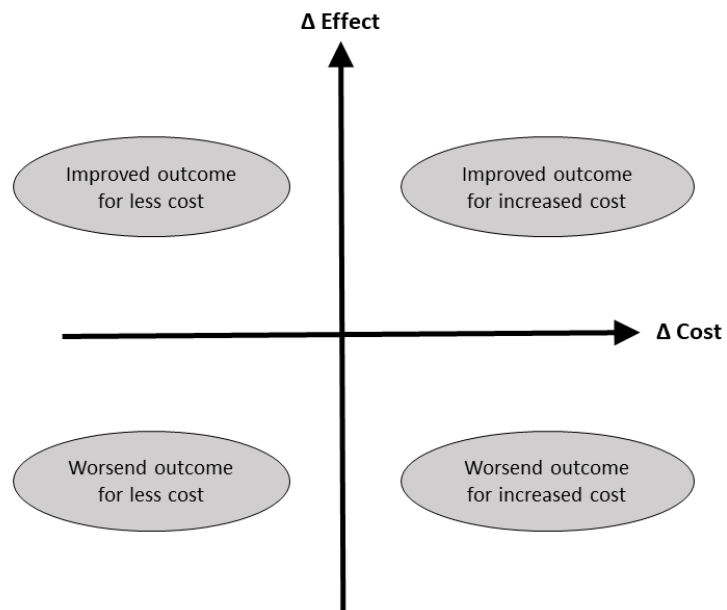 Δ Effect
Improved outcome
for less cost
Improved outcome
for increased cost
Δ Cost
Worsend outcome
for less cost
Worsend outcome
for increased cost